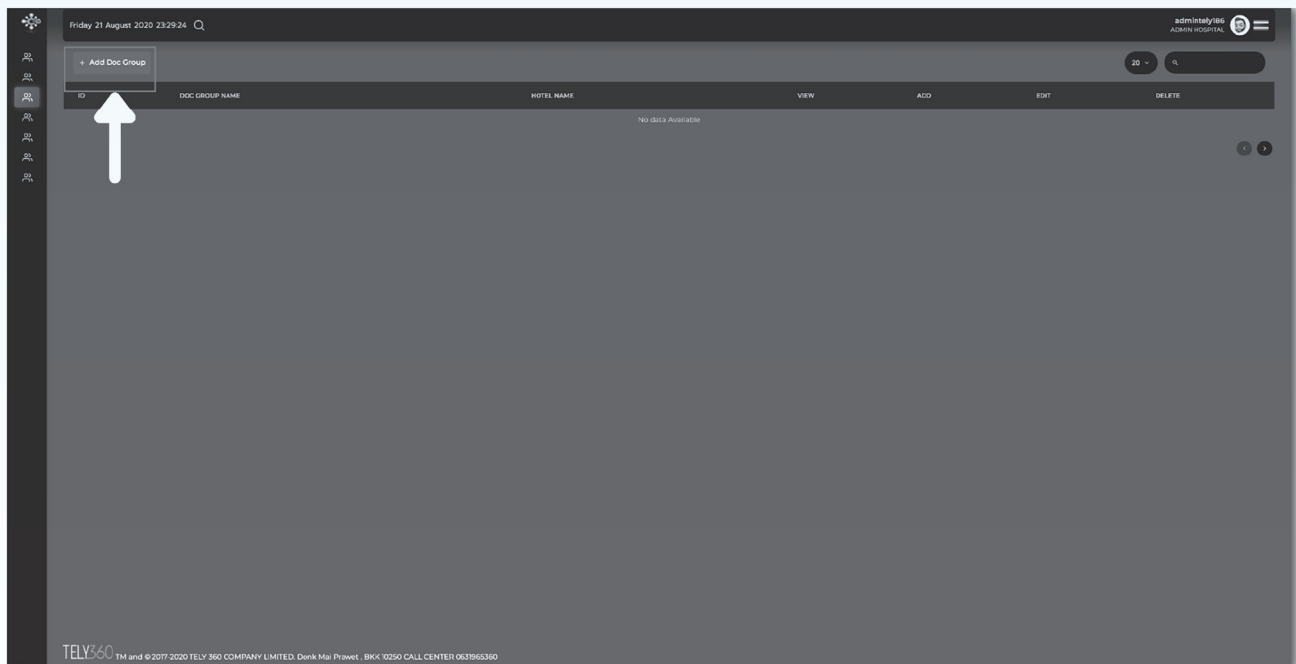 Friday 21 August 2020 23:29:24
admintely186
ADMIN HOSPITAL
+ Add Doc Group
20
ID DOC GROUP NAME HOTEL NAME VIEW ADD EDIT DELETE
No data Available
TELY360 TM and © 2017-2020 TELY 360 COMPANY LIMITED. Donk Mai Prawet , BKK 10250 CALL CENTER 0631965360